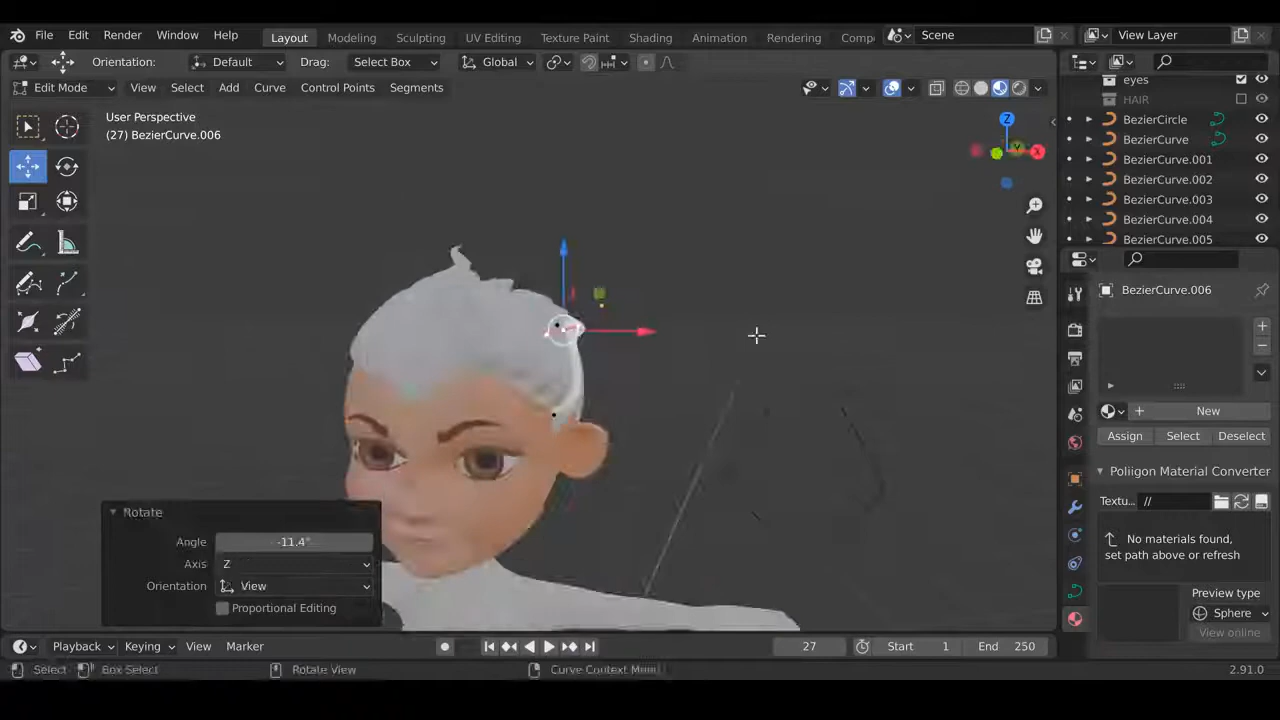 File Edit Render Window Help Layout Modeling Sculpting UV Editing Texture Paint Shading Animation Rendering Comp Scene View Layer
Orientation: Default Drag: Select Box Global
Edit Mode View Select Add Curve Control Points Segments
User Perspective
(27) BezierCurve.006
Z
Y
X
eyes
HAIR
BezierCircle
BezierCurve
BezierCurve.001
BezierCurve.002
BezierCurve.003
BezierCurve.004
BezierCurve.005
BezierCurve.006
New
Assign Select Deselect
Poliigon Material Converter
Textu... //
No materials found,
set path above or refresh
Preview type
Sphere
View online
Rotate
Angle -11.4°
Axis Z
Orientation View
Proportional Editing
Playback Keying View Marker 27 Start 1 End 250
Select Box Select Rotate View Curve Context Menu 2.91.0